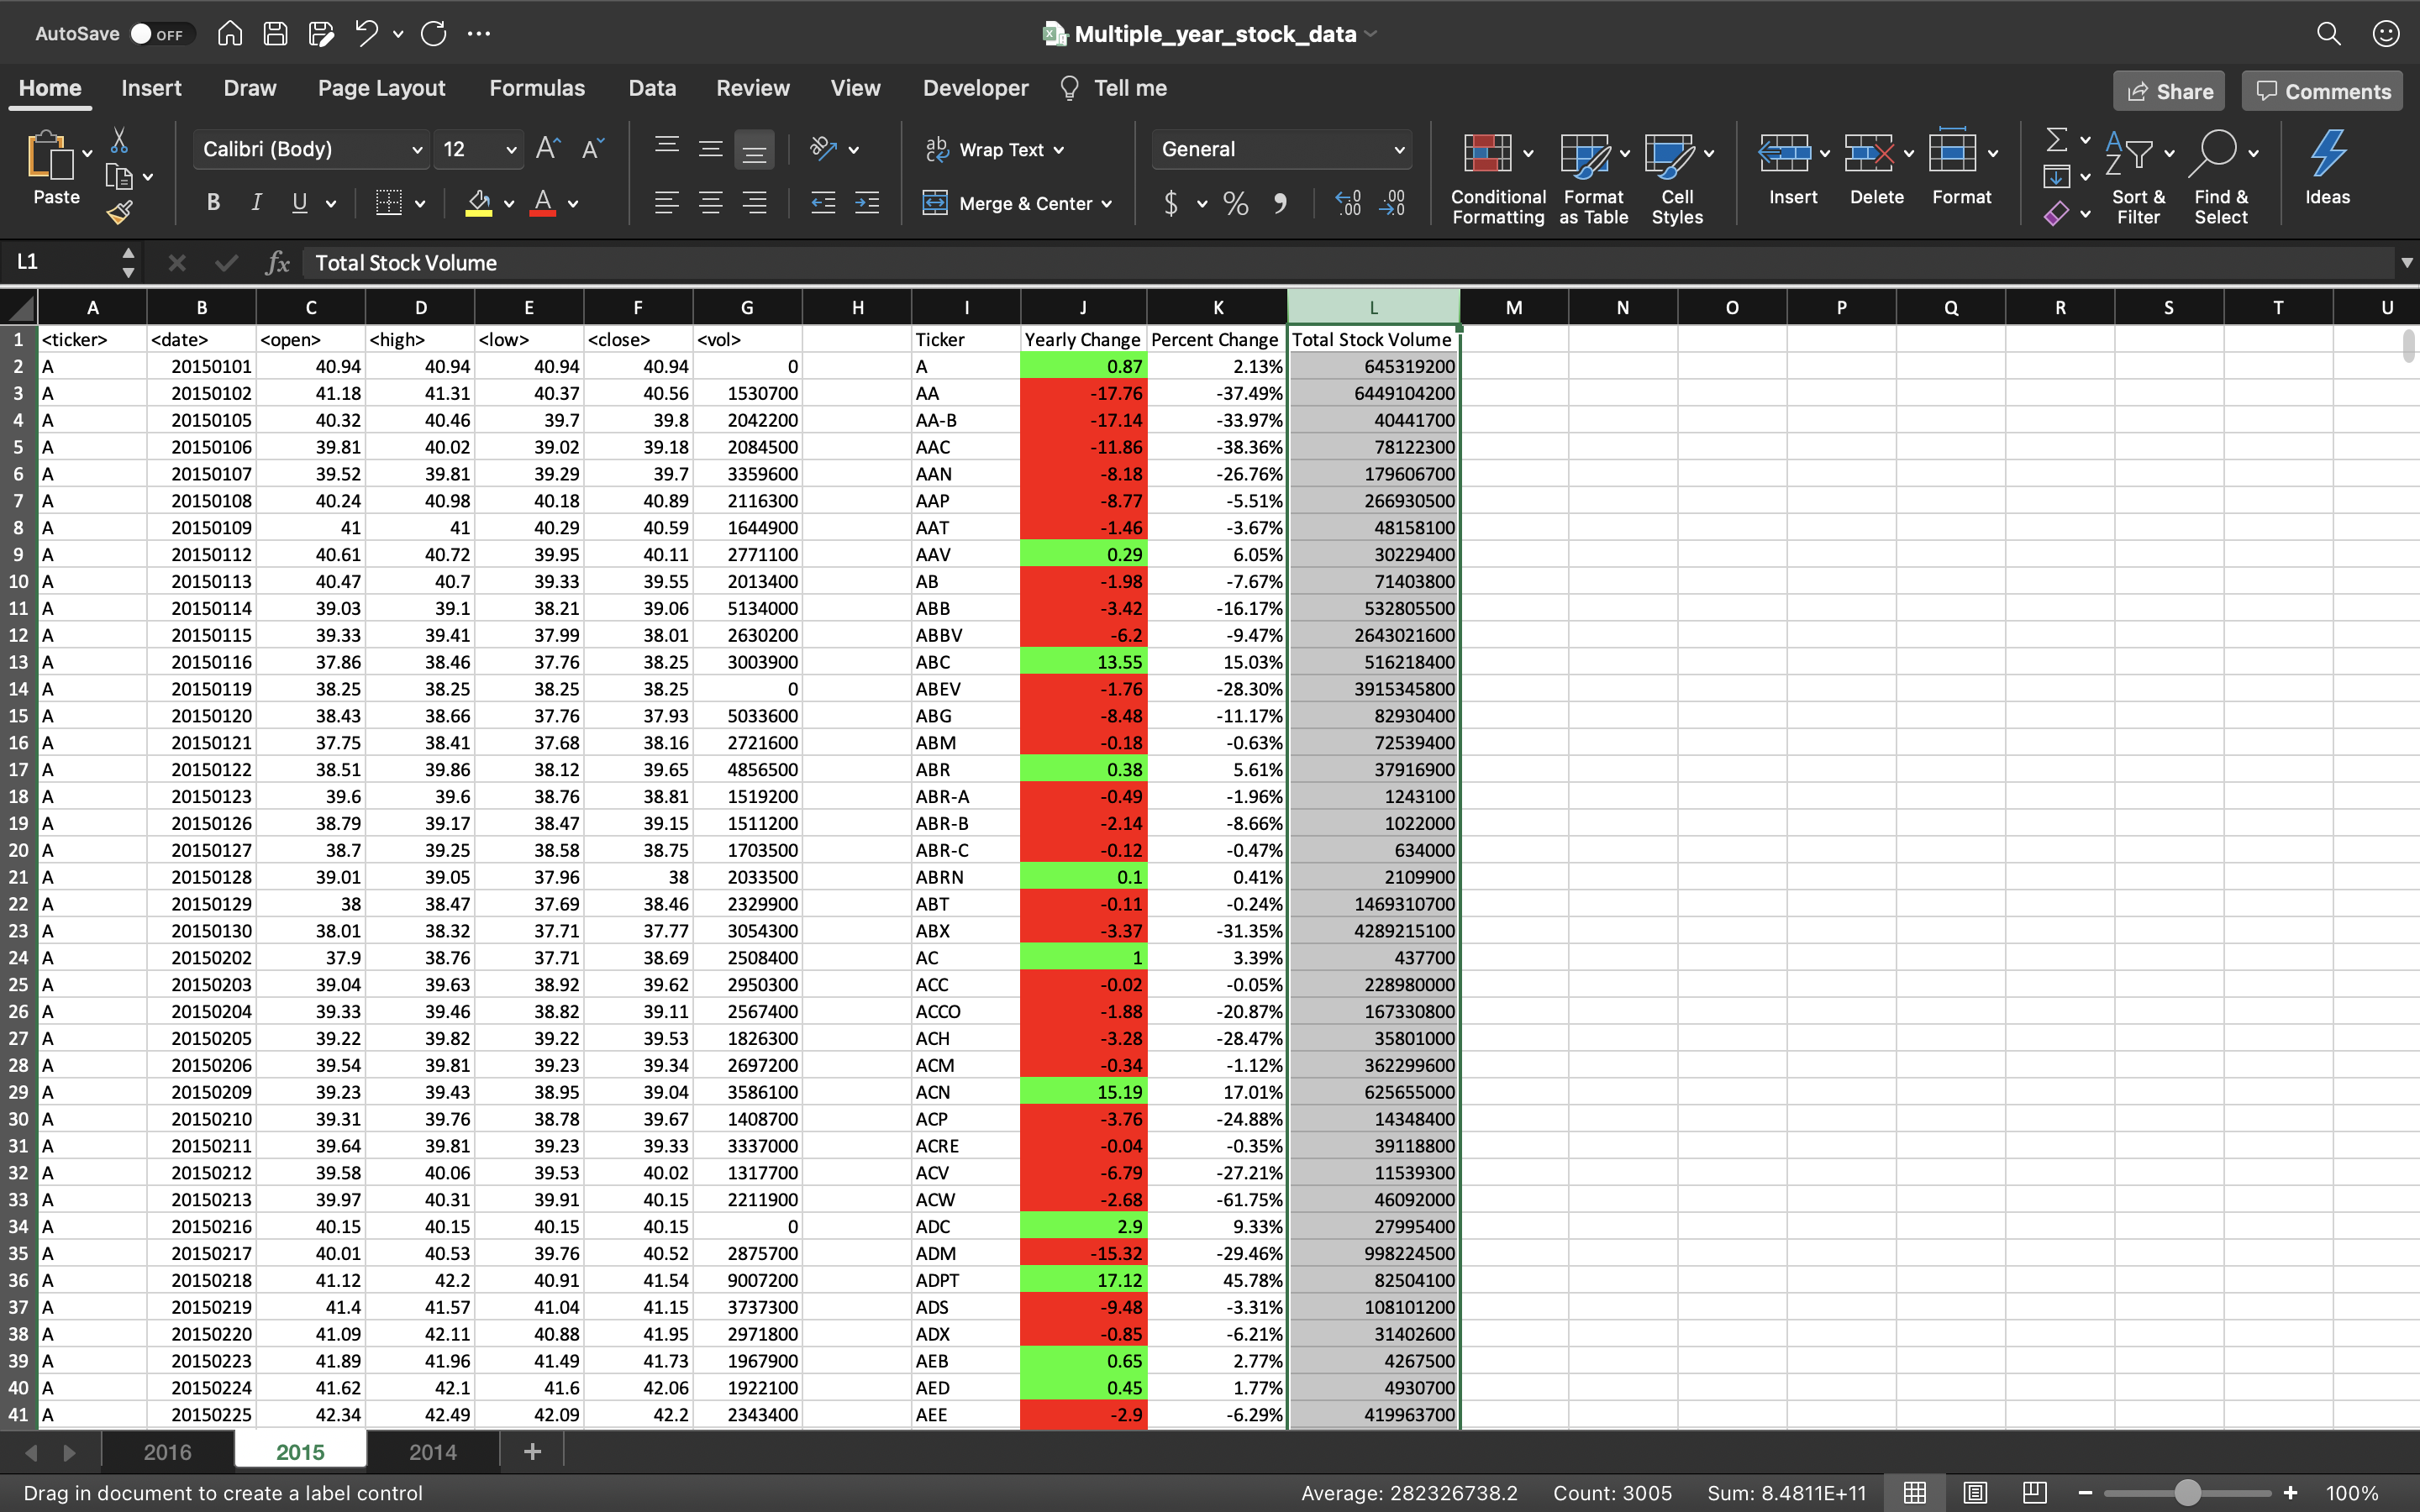 AutoSave OFF Multiple_year_stock_data
Home Insert Draw Page Layout Formulas Data Review View Developer Tell me Share Comments
Paste Calibri (Body) 12 Wrap Text General Conditional Formatting Format as Table Cell Styles Insert Delete Format Sort & Filter Find & Select Ideas
B I U Merge & Center $ %
L1 fx Total Stock Volume
A B C D E F G H I J K L M N O P Q R S T U
1 <ticker> <date> <open> <high> <low> <close> <vol> Ticker Yearly Change Percent Change Total Stock Volume
2 A 20150101 40.94 40.94 40.94 40.94 0 A 0.87 2.13% 645319200
3 A 20150102 41.18 41.31 40.37 40.56 1530700 AA -17.76 -37.49% 6449104200
4 A 20150105 40.32 40.46 39.7 39.8 2042200 AA-B -17.14 -33.97% 40441700
5 A 20150106 39.81 40.02 39.02 39.18 2084500 AAC -11.86 -38.36% 78122300
6 A 20150107 39.52 39.81 39.29 39.7 3359600 AAN -8.18 -26.76% 179606700
7 A 20150108 40.24 40.98 40.18 40.89 2116300 AAP -8.77 -5.51% 266930500
8 A 20150109 41 41 40.29 40.59 1644900 AAT -1.46 -3.67% 48158100
9 A 20150112 40.61 40.72 39.95 40.11 2771100 AAV 0.29 6.05% 30229400
10 A 20150113 40.47 40.7 39.33 39.55 2013400 AB -1.98 -7.67% 71403800
11 A 20150114 39.03 39.1 38.21 39.06 5134000 ABB -3.42 -16.17% 532805500
12 A 20150115 39.33 39.41 37.99 38.01 2630200 ABBV -6.2 -9.47% 2643021600
13 A 20150116 37.86 38.46 37.76 38.25 3003900 ABC 13.55 15.03% 516218400
14 A 20150119 38.25 38.25 38.25 38.25 0 ABEV -1.76 -28.30% 3915345800
15 A 20150120 38.43 38.66 37.76 37.93 5033600 ABG -8.48 -11.17% 82930400
16 A 20150121 37.75 38.41 37.68 38.16 2721600 ABM -0.18 -0.63% 72539400
17 A 20150122 38.51 39.86 38.12 39.65 4856500 ABR 0.38 5.61% 37916900
18 A 20150123 39.6 39.6 38.76 38.81 1519200 ABR-A -0.49 -1.96% 1243100
19 A 20150126 38.79 39.17 38.47 39.15 1511200 ABR-B -2.14 -8.66% 1022000
20 A 20150127 38.7 39.25 38.58 38.75 1703500 ABR-C -0.12 -0.47% 634000
21 A 20150128 39.01 39.05 37.96 38 2033500 ABRN 0.1 0.41% 2109900
22 A 20150129 38 38.47 37.69 38.46 2329900 ABT -0.11 -0.24% 1469310700
23 A 20150130 38.01 38.32 37.71 37.77 3054300 ABX -3.37 -31.35% 4289215100
24 A 20150202 37.9 38.76 37.71 38.69 2508400 AC 1 3.39% 437700
25 A 20150203 39.04 39.63 38.92 39.62 2950300 ACC -0.02 -0.05% 228980000
26 A 20150204 39.33 39.46 38.82 39.11 2567400 ACCO -1.88 -20.87% 167330800
27 A 20150205 39.22 39.82 39.22 39.53 1826300 ACH -3.28 -28.47% 35801000
28 A 20150206 39.54 39.81 39.23 39.34 2697200 ACM -0.34 -1.12% 362299600
29 A 20150209 39.23 39.43 38.95 39.04 3586100 ACN 15.19 17.01% 625655000
30 A 20150210 39.31 39.76 38.78 39.67 1408700 ACP -3.76 -24.88% 14348400
31 A 20150211 39.64 39.81 39.23 39.33 3337000 ACRE -0.04 -0.35% 39118800
32 A 20150212 39.58 40.06 39.53 40.02 1317700 ACV -6.79 -27.21% 11539300
33 A 20150213 39.97 40.31 39.91 40.15 2211900 ACW -2.68 -61.75% 46092000
34 A 20150216 40.15 40.15 40.15 40.15 0 ADC 2.9 9.33% 27995400
35 A 20150217 40.01 40.53 39.76 40.52 2875700 ADM -15.32 -29.46% 998224500
36 A 20150218 41.12 42.2 40.91 41.54 9007200 ADPT 17.12 45.78% 82504100
37 A 20150219 41.4 41.57 41.04 41.15 3737300 ADS -9.48 -3.31% 108101200
38 A 20150220 41.09 42.11 40.88 41.95 2971800 ADX -0.85 -6.21% 31402600
39 A 20150223 41.89 41.96 41.49 41.73 1967900 AEB 0.65 2.77% 4267500
40 A 20150224 41.62 42.1 41.6 42.06 1922100 AED 0.45 1.77% 4930700
41 A 20150225 42.34 42.49 42.09 42.2 2343400 AEE -2.9 -6.29% 419963700
2016 2015 2014 +
Drag in document to create a label control Average: 282326738.2 Count: 3005 Sum: 8.4811E+11 100%